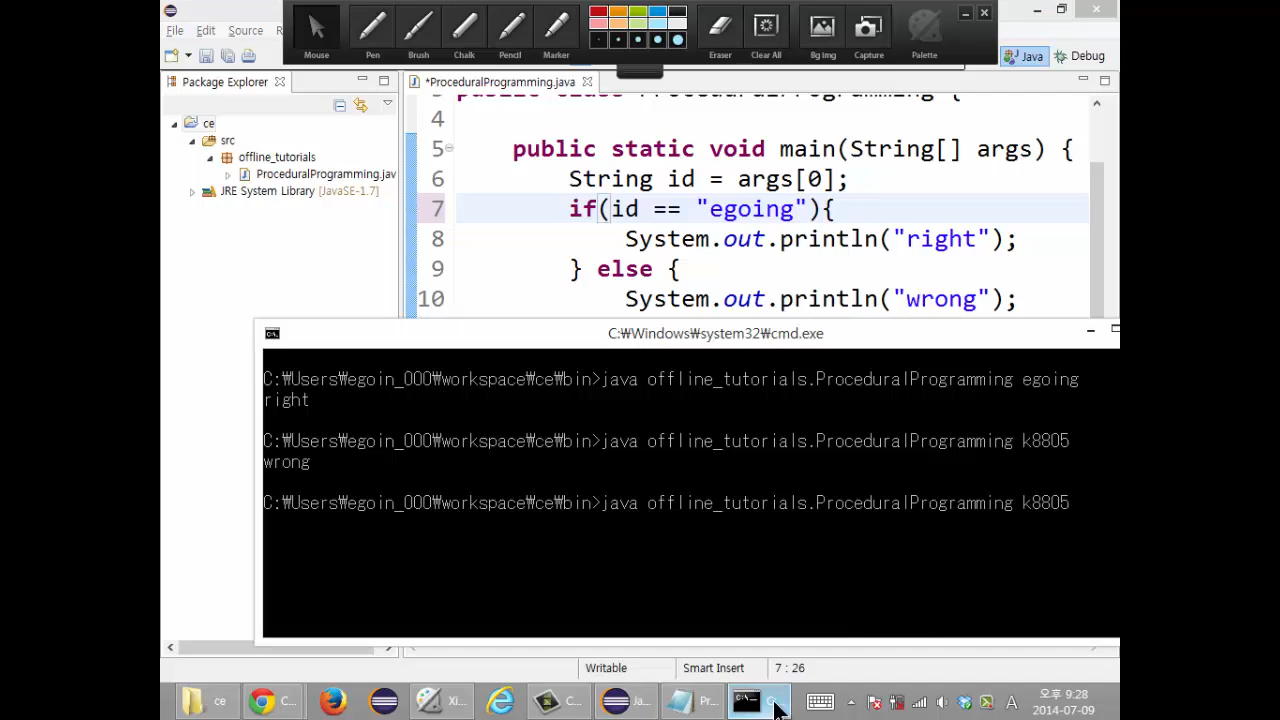 File Edit Source
Mouse Pen Brush Chalk Pencil Marker Eraser Clear All Bg Img Capture Palette
Java Debug
Package Explorer
*ProceduralProgramming.java
ce
src
offline_tutorials
ProceduralProgramming.jav
JRE System Library [JavaSE-1.7]
4
5 public static void main(String[] args) {
6 String id = args[0];
7 if(id == "egoing"){
8 System.out.println("right");
9 } else {
10 System.out.println("wrong");
C:₩Windows₩system32₩cmd.exe
C:₩Users₩egoin_000₩workspace₩ce₩bin>java offline_tutorials.ProceduralProgramming egoing
right
C:₩Users₩egoin_000₩workspace₩ce₩bin>java offline_tutorials.ProceduralProgramming k8805
wrong
C:₩Users₩egoin_000₩workspace₩ce₩bin>java offline_tutorials.ProceduralProgramming k8805
Writable Smart Insert 7 : 26
ce C... Xi... C... Ja... Pr... A 오후 9:28
2014-07-09